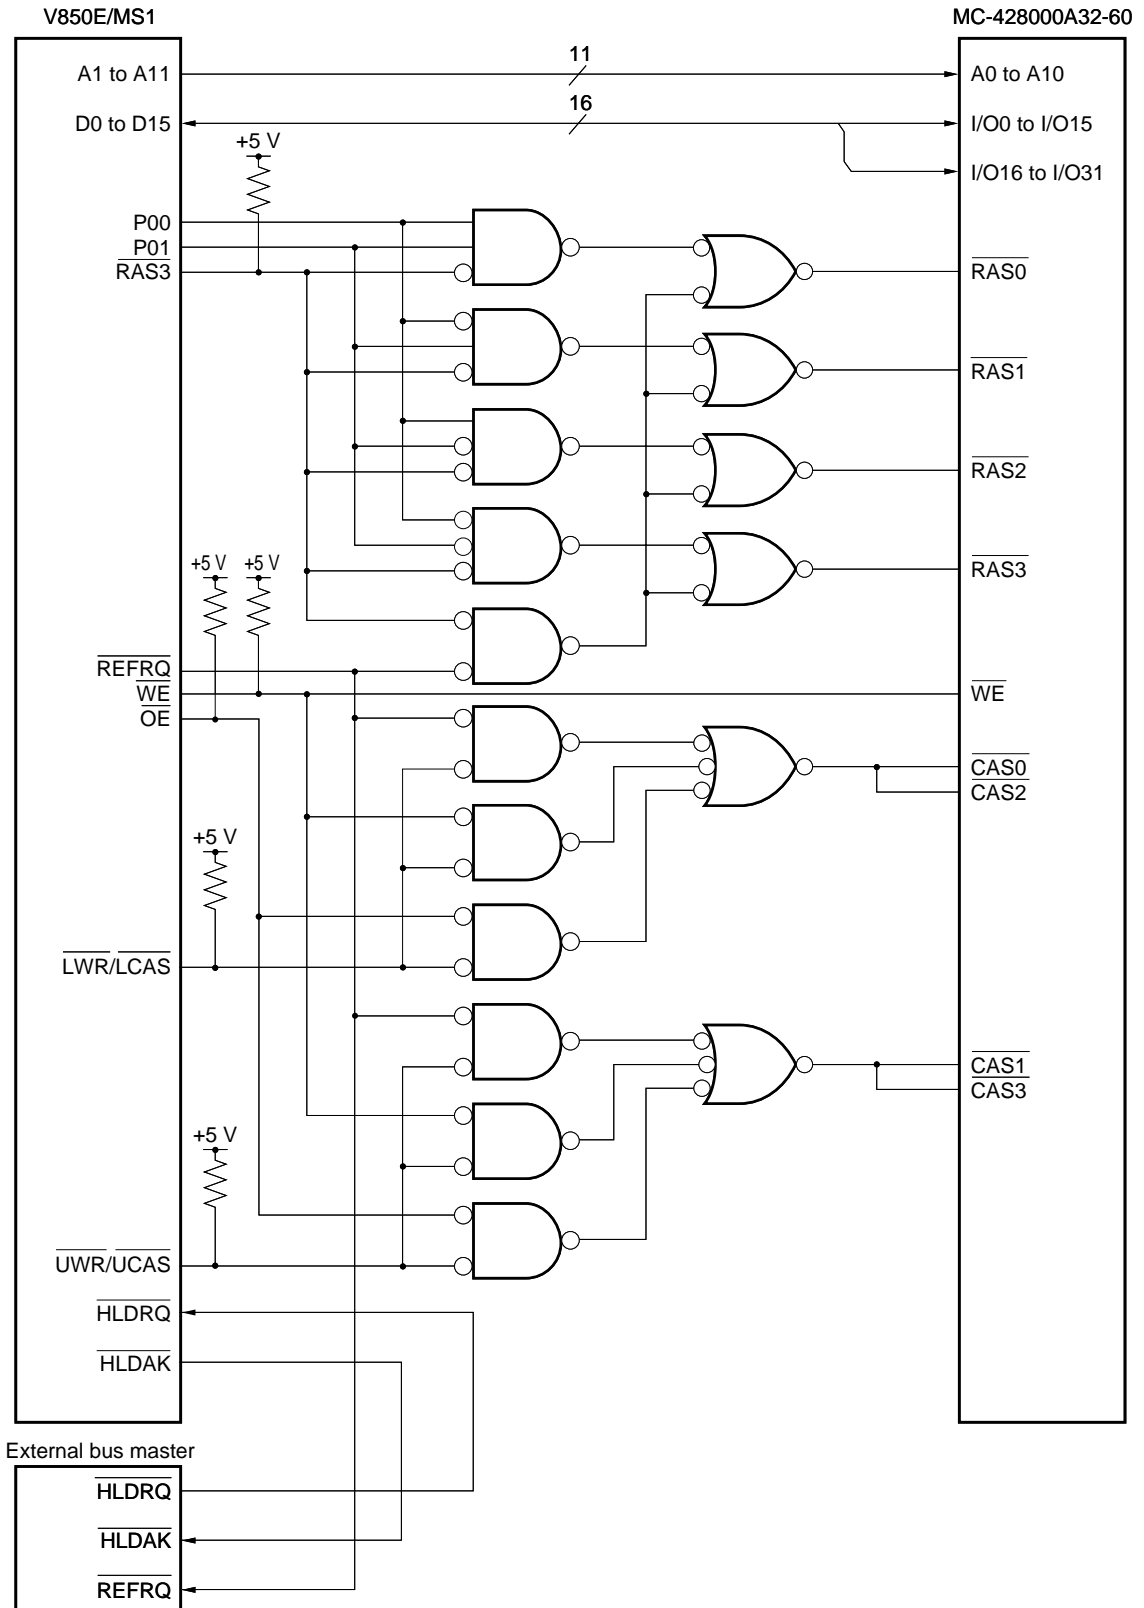 V850E/MS1
MC-428000A32-60
A1 to A11
11
A0 to A10
D0 to D15
16
I/O0 to I/O15
+5 V
I/O16 to I/O31
P00
P01
RAS3
RAS0
RAS1
RAS2
RAS3
+5 V
+5 V
REFRQ
WE
WE
OE
CAS0
CAS2
+5 V
LWR/LCAS
CAS1
CAS3
+5 V
UWR/UCAS
HLDRQ
HLDAK
External bus master
HLDRQ
HLDAK
REFRQ